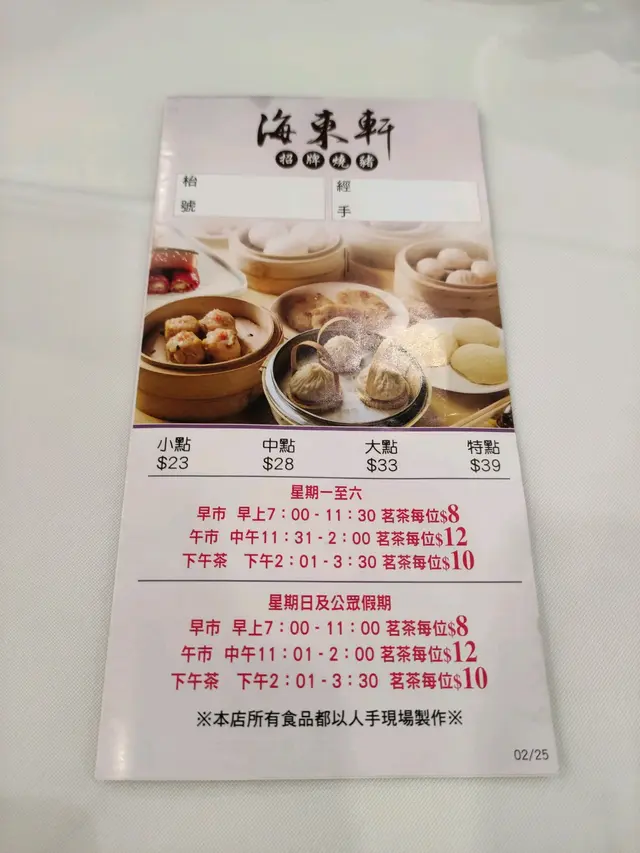 海東軒
招牌燒豬
枱號
經手
小點 中點 大點 特點
$23 $28 $33 $39
星期一至六
早市 早上7：00 - 11：30 茗茶每位$8
午市 中午11：31 - 2：00 茗茶每位$12
下午茶 下午2：01 - 3：30 茗茶每位$10
星期日及公眾假期
早市 早上7：00 - 11：00 茗茶每位$8
午市 中午11：01 - 2：00 茗茶每位$12
下午茶 下午2：01 - 3：30 茗茶每位$10
※本店所有食品都以人手現場製作※
02/25